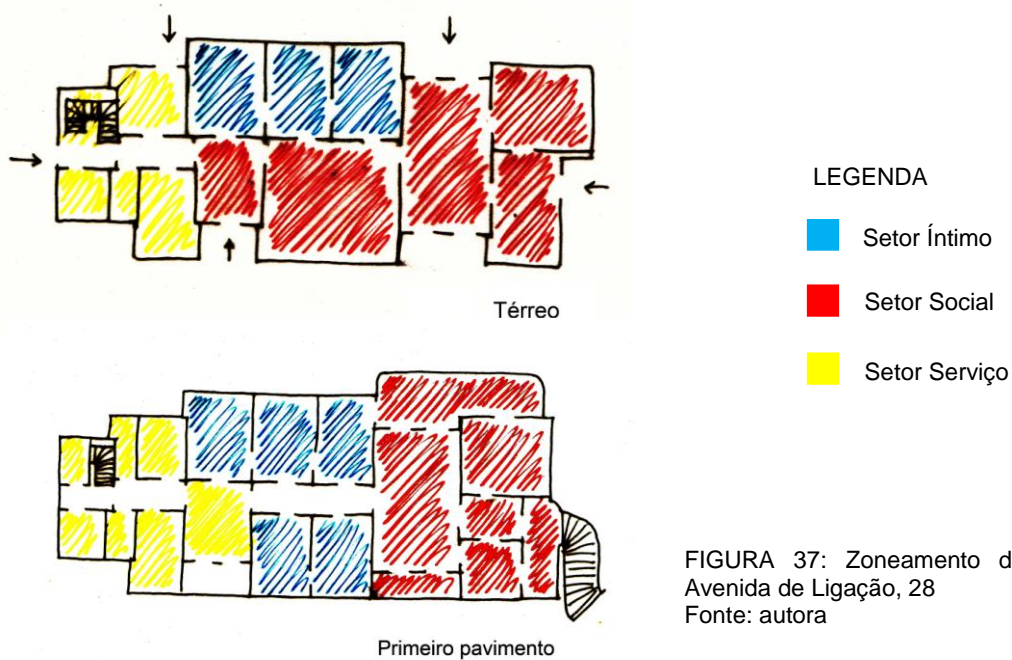 Térreo
LEGENDA
Setor Íntimo
Setor Social
Setor Serviço
Primeiro pavimento
FIGURA 37: Zoneamento d
Avenida de Ligação, 28
Fonte: autora